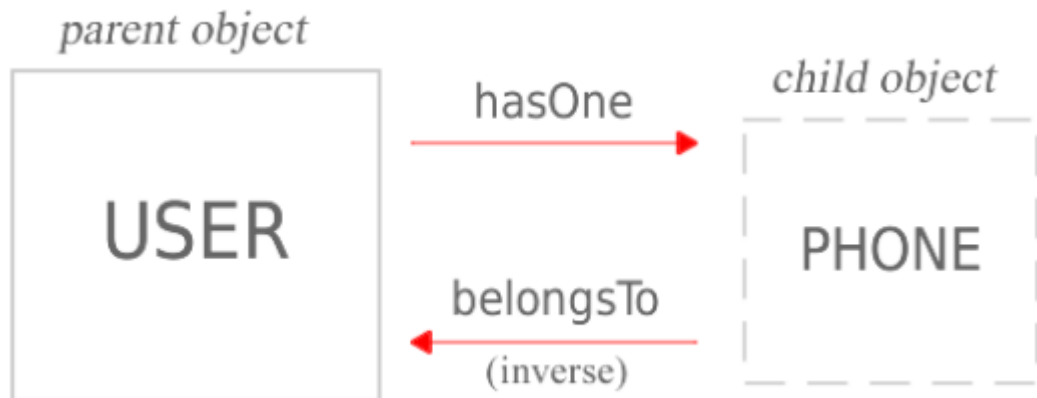 parent object
child object
hasOne
USER
PHONE
belongsTo
(inverse)